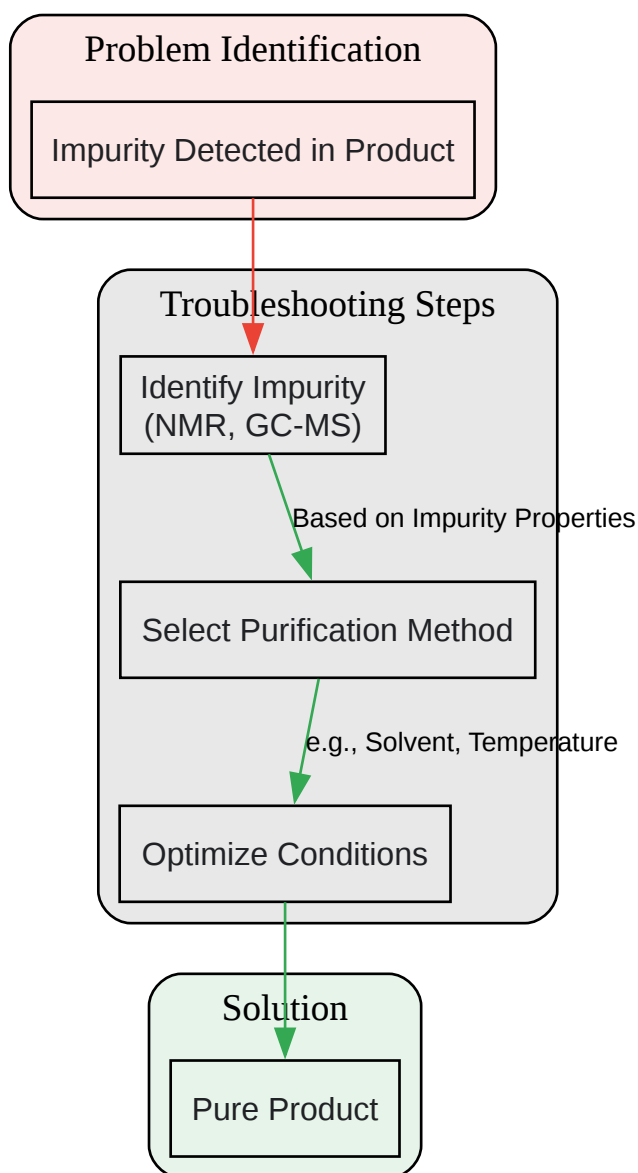 Problem Identification
Impurity Detected in Product
Troubleshooting Steps
Identify Impurity
(NMR, GC-MS)
Based on Impurity Properties
Select Purification Method
e.g., Solvent, Temperature
Optimize Conditions
Solution
Pure Product